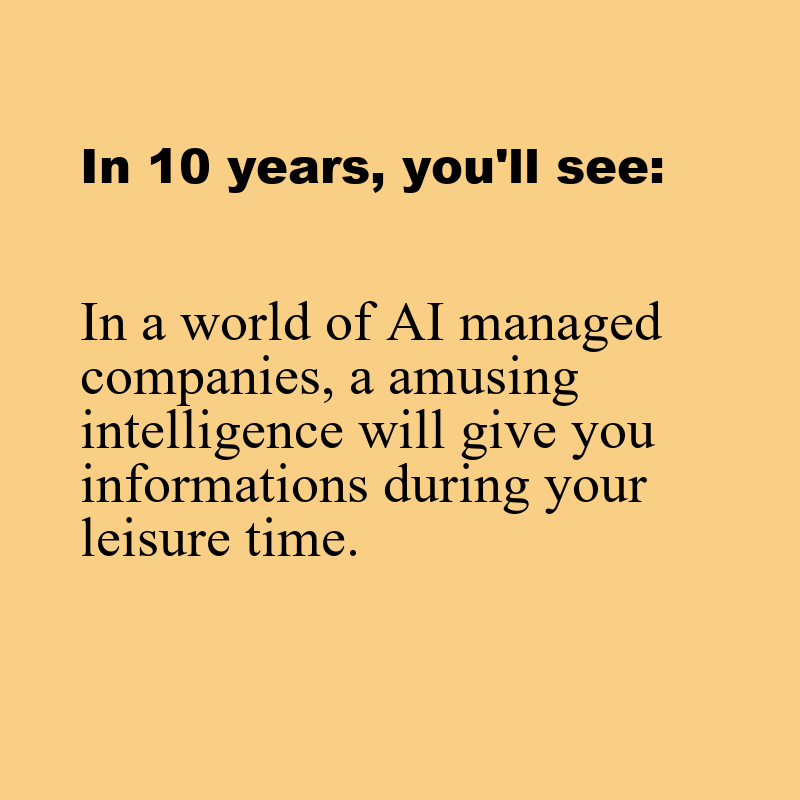 In 10 years, you'll see:
In a world of AI managed
companies, a amusing
intelligence will give you
informations during your
leisure time.